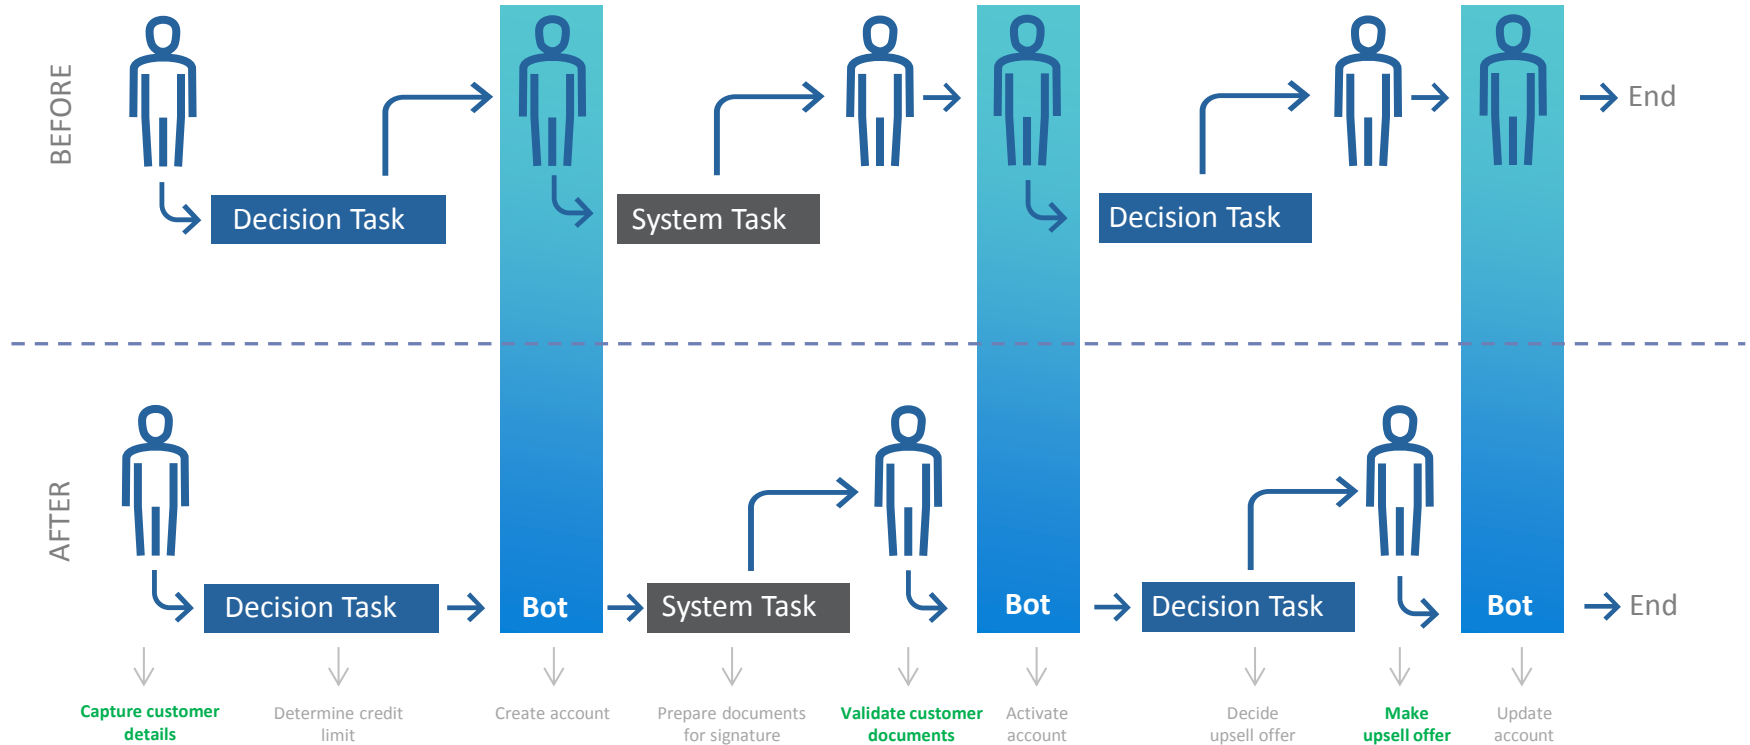 BEFORE
End
Decision Task
System Task
Decision Task
AFTER
Decision Task
Bot
System Task
Bot
Decision Task
Bot
End
Capture customer
details
Determine credit
limit
Create account
Prepare documents
for signature
Validate customer
documents
Activate
account
Decide
upsell offer
Make
upsell offer
Update
account